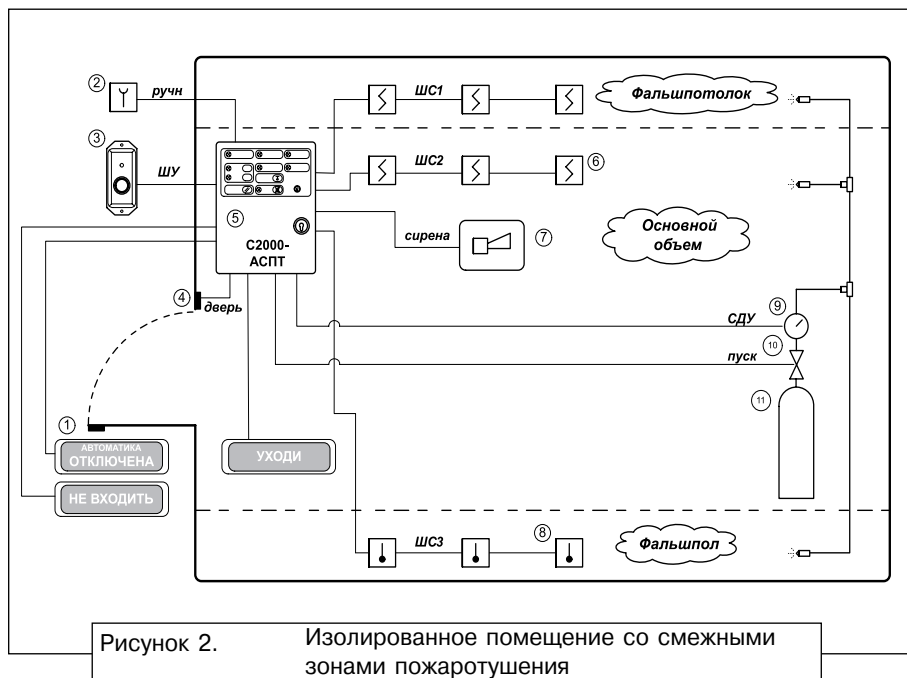 2
ручн
ШС1
Фальшпотолок
3
ШУ
ШС2
6
5
С2000-
АСПТ
сирена
7
Основной
объем
4
дверь
9
СДУ
10
пуск
11
1
АВТОМАТИКА
ОТКЛЮЧЕНА
УХОДИ
НЕ ВХОДИТЬ
ШС3
8
Фальшпол
Рисунок 2.
Изолированное помещение со смежными
зонами пожаротушения